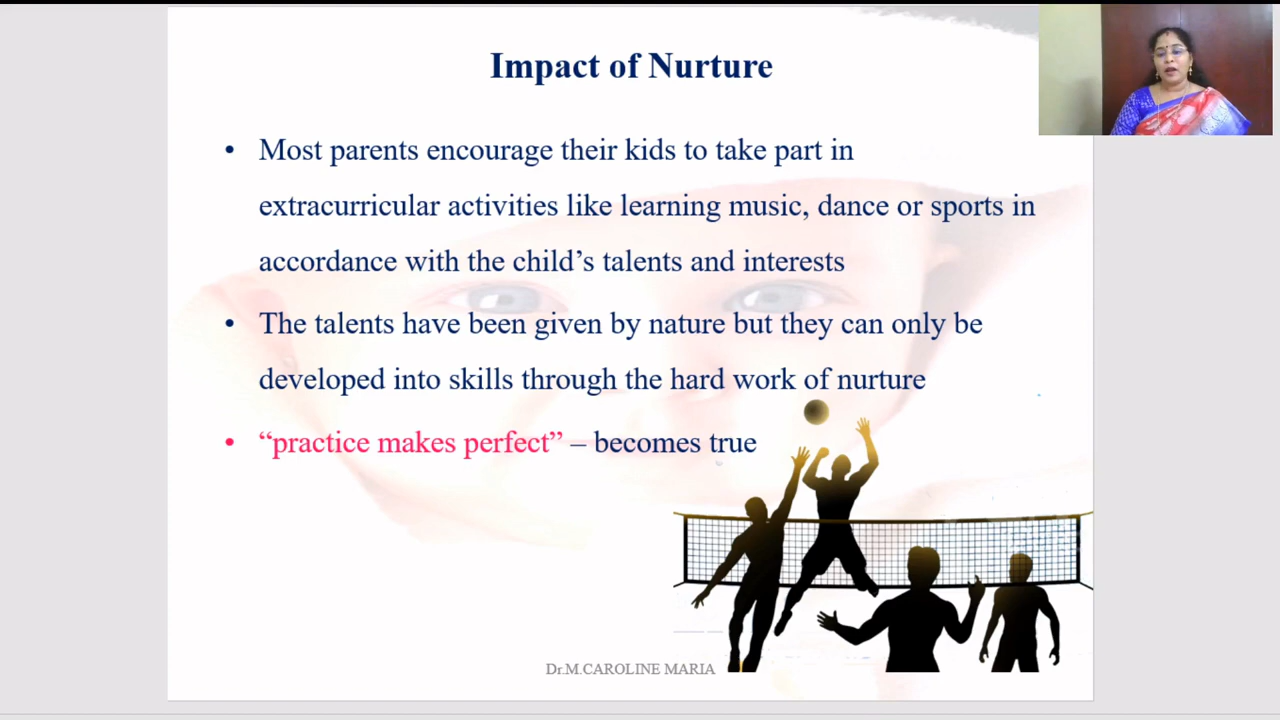 Impact of Nurture
• Most parents encourage their kids to take part in
extracurricular activities like learning music, dance or sports in
accordance with the child’s talents and interests
• The talents have been given by nature but they can only be
developed into skills through the hard work of nurture
• “practice makes perfect” – becomes true
Dr.M.CAROLINE MARIA